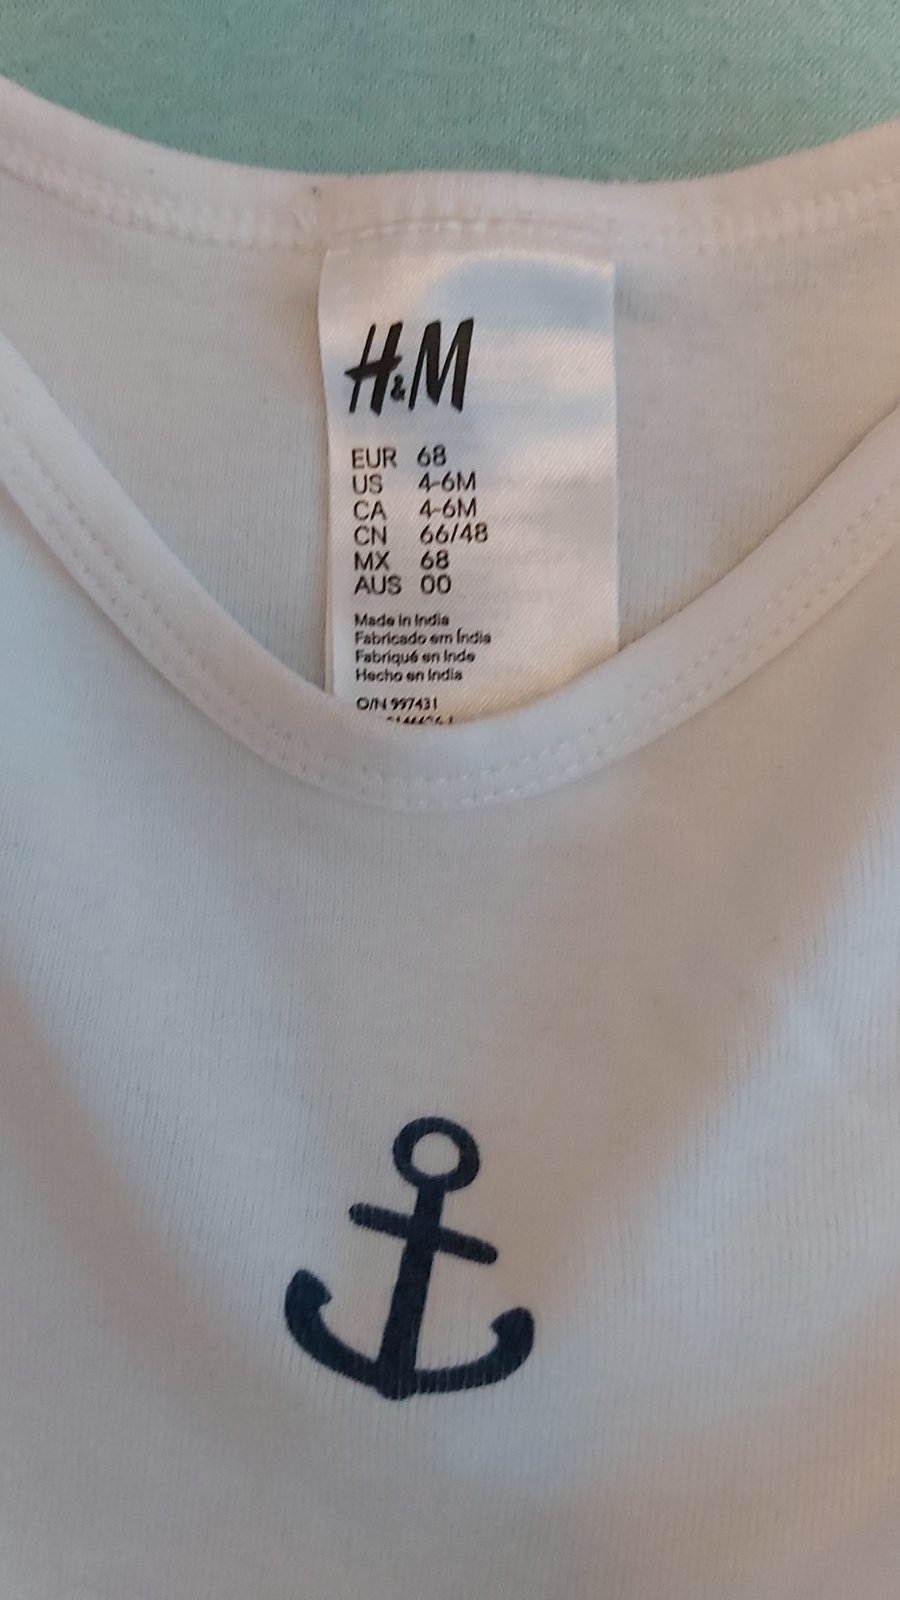 H&M
EUR 68
US 4-6M
CA 4-6M
CN 66/48
MX 68
AUS 00
Made in India
Fabricado em Índia
Fabriqué en Inde
Hecho en India
O/N 997431